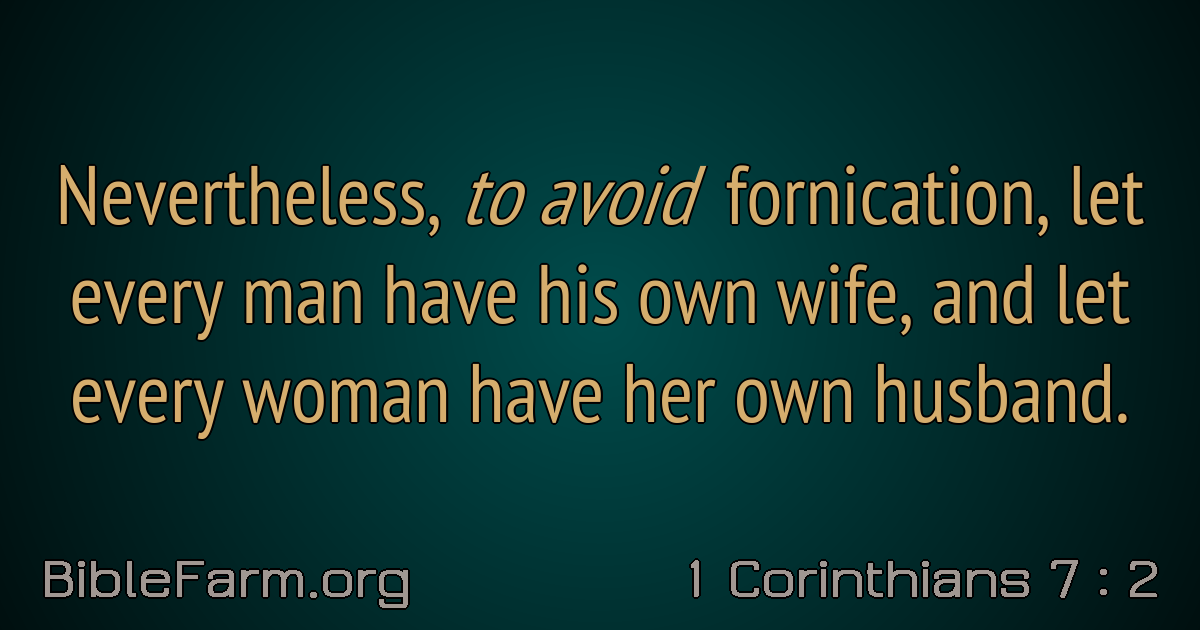 Nevertheless, to avoid fornication, let
every man have his own wife, and let
every woman have her own husband.
BibleFarm.org
1 Corinthians 7 : 2